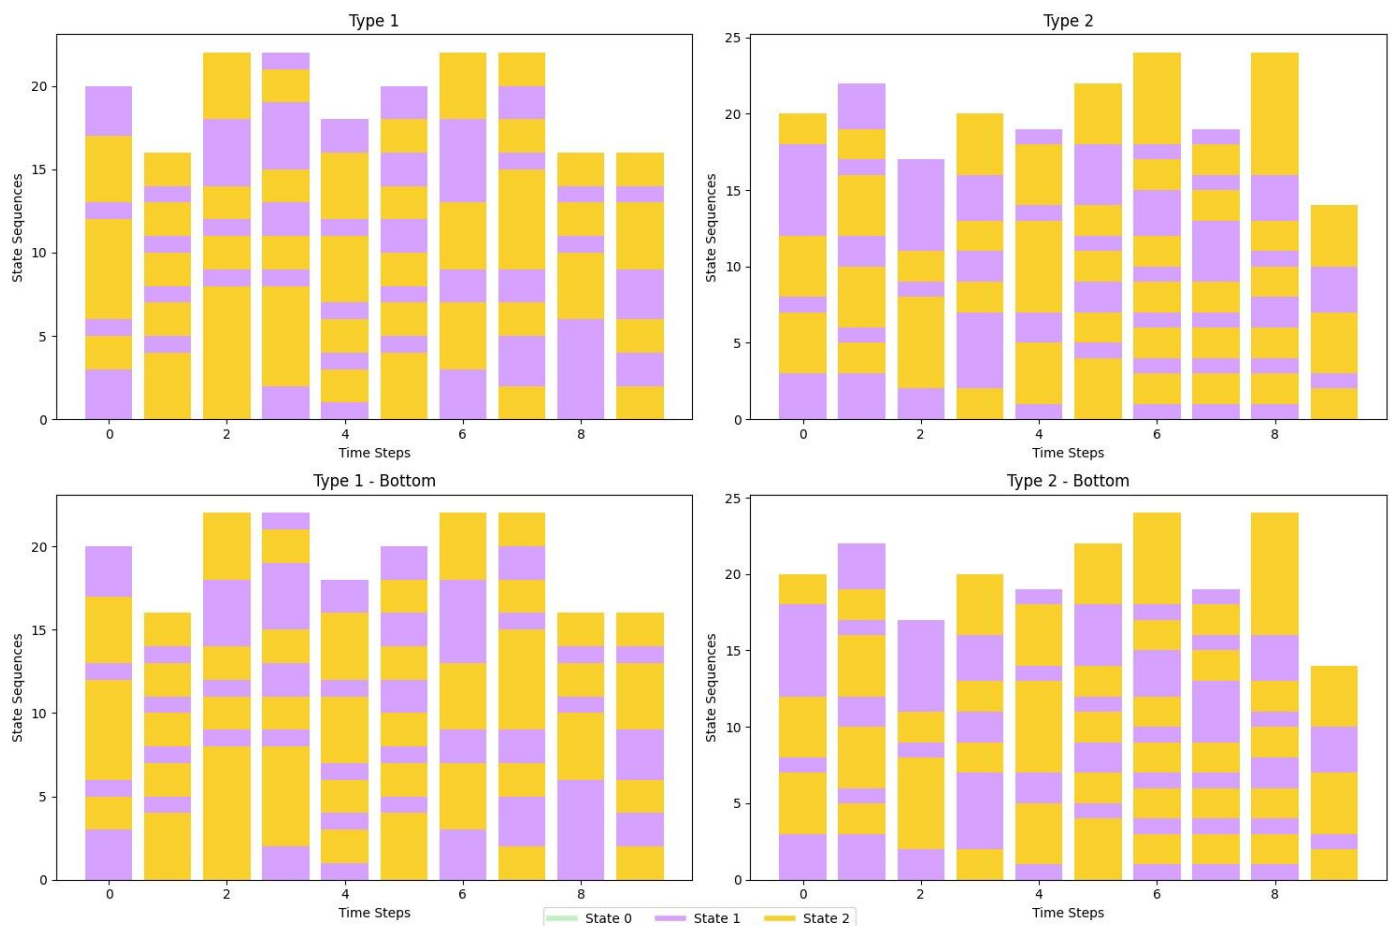 Type 1
State Sequences
20
15
10
5
0
0 2 4 6 8
Time Steps
Type 2
State Sequences
25
20
15
10
5
0
0 2 4 6 8
Time Steps
Type 1 - Bottom
State Sequences
20
15
10
5
0
0 2 4 6 8
Time Steps
Type 2 - Bottom
State Sequences
25
20
15
10
5
0
0 2 4 6 8
Time Steps
State 0 State 1 State 2